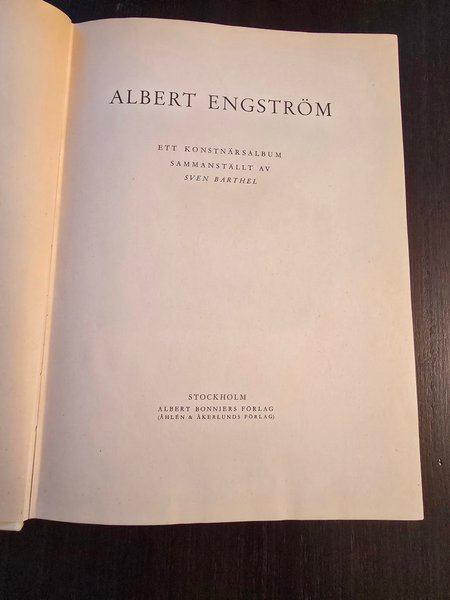 ALBERT ENGSTRÖM
ETT KONSTNÄRSALBUM
SAMMANSTÄLLT AV
SVEN BARTHEL
STOCKHOLM
ALBERT BONNIERS FÖRLAG
(ÅHLÉN & ÅKERLUNDS FÖRLAG)